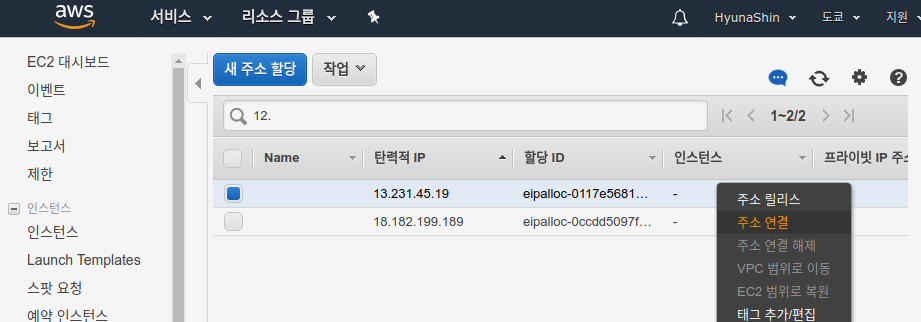 aws 서비스 리소스 그룹 HyunaShin 도쿄 지원
EC2 대시보드
이벤트
태그
보고서
제한
인스턴스
인스턴스
Launch Templates
스팟 요청
예약 인스턴스
새 주소 할당 작업
12. 1~2/2
Name 탄력적 IP 할당 ID 인스턴스 프라이빗 IP 주소
13.231.45.19 eipalloc-0117e5681... -
18.182.199.189 eipalloc-0ccdd5097f... -
주소 릴리스
주소 연결
주소 연결 해제
VPC 범위로 이동
EC2 범위로 복원
태그 추가/편집